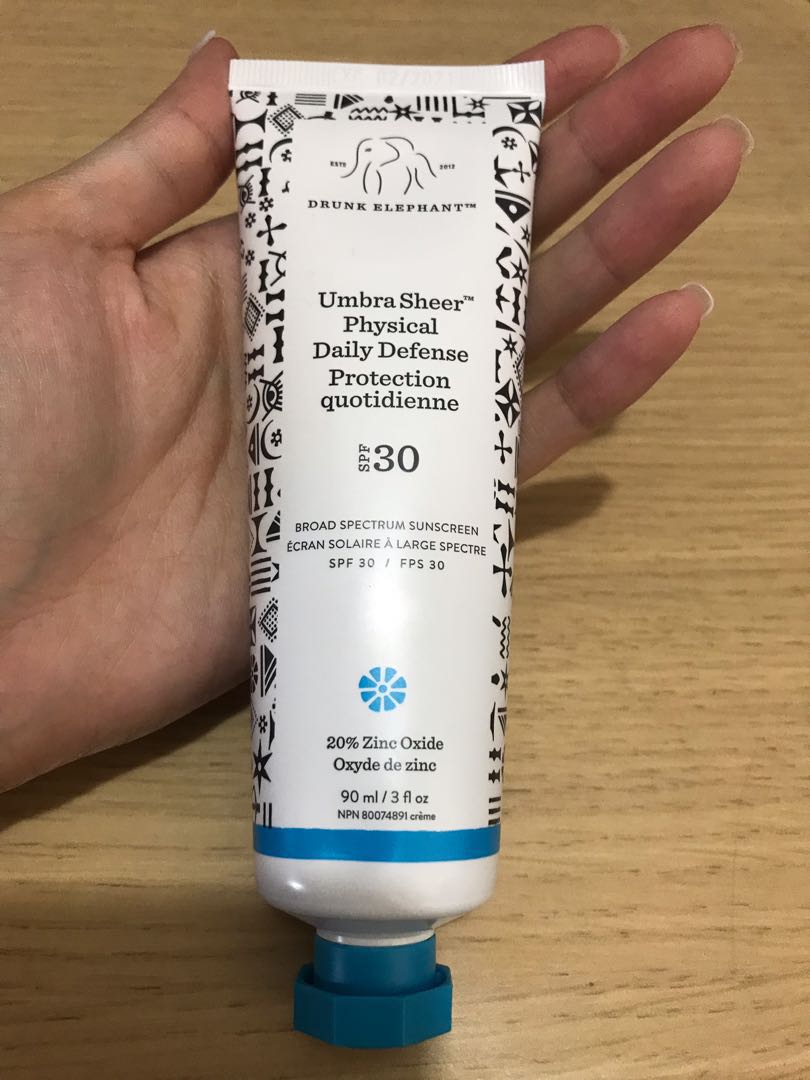 02/2021
ESTD 2012
DRUNK ELEPHANT™
Umbra Sheer™
Physical
Daily Defense
Protection
quotidienne
SPF 30
BROAD SPECTRUM SUNSCREEN
ÉCRAN SOLAIRE À LARGE SPECTRE
SPF 30 / FPS 30
20% Zinc Oxide
Oxyde de zinc
90 ml / 3 fl oz
NPN 80074891 crème